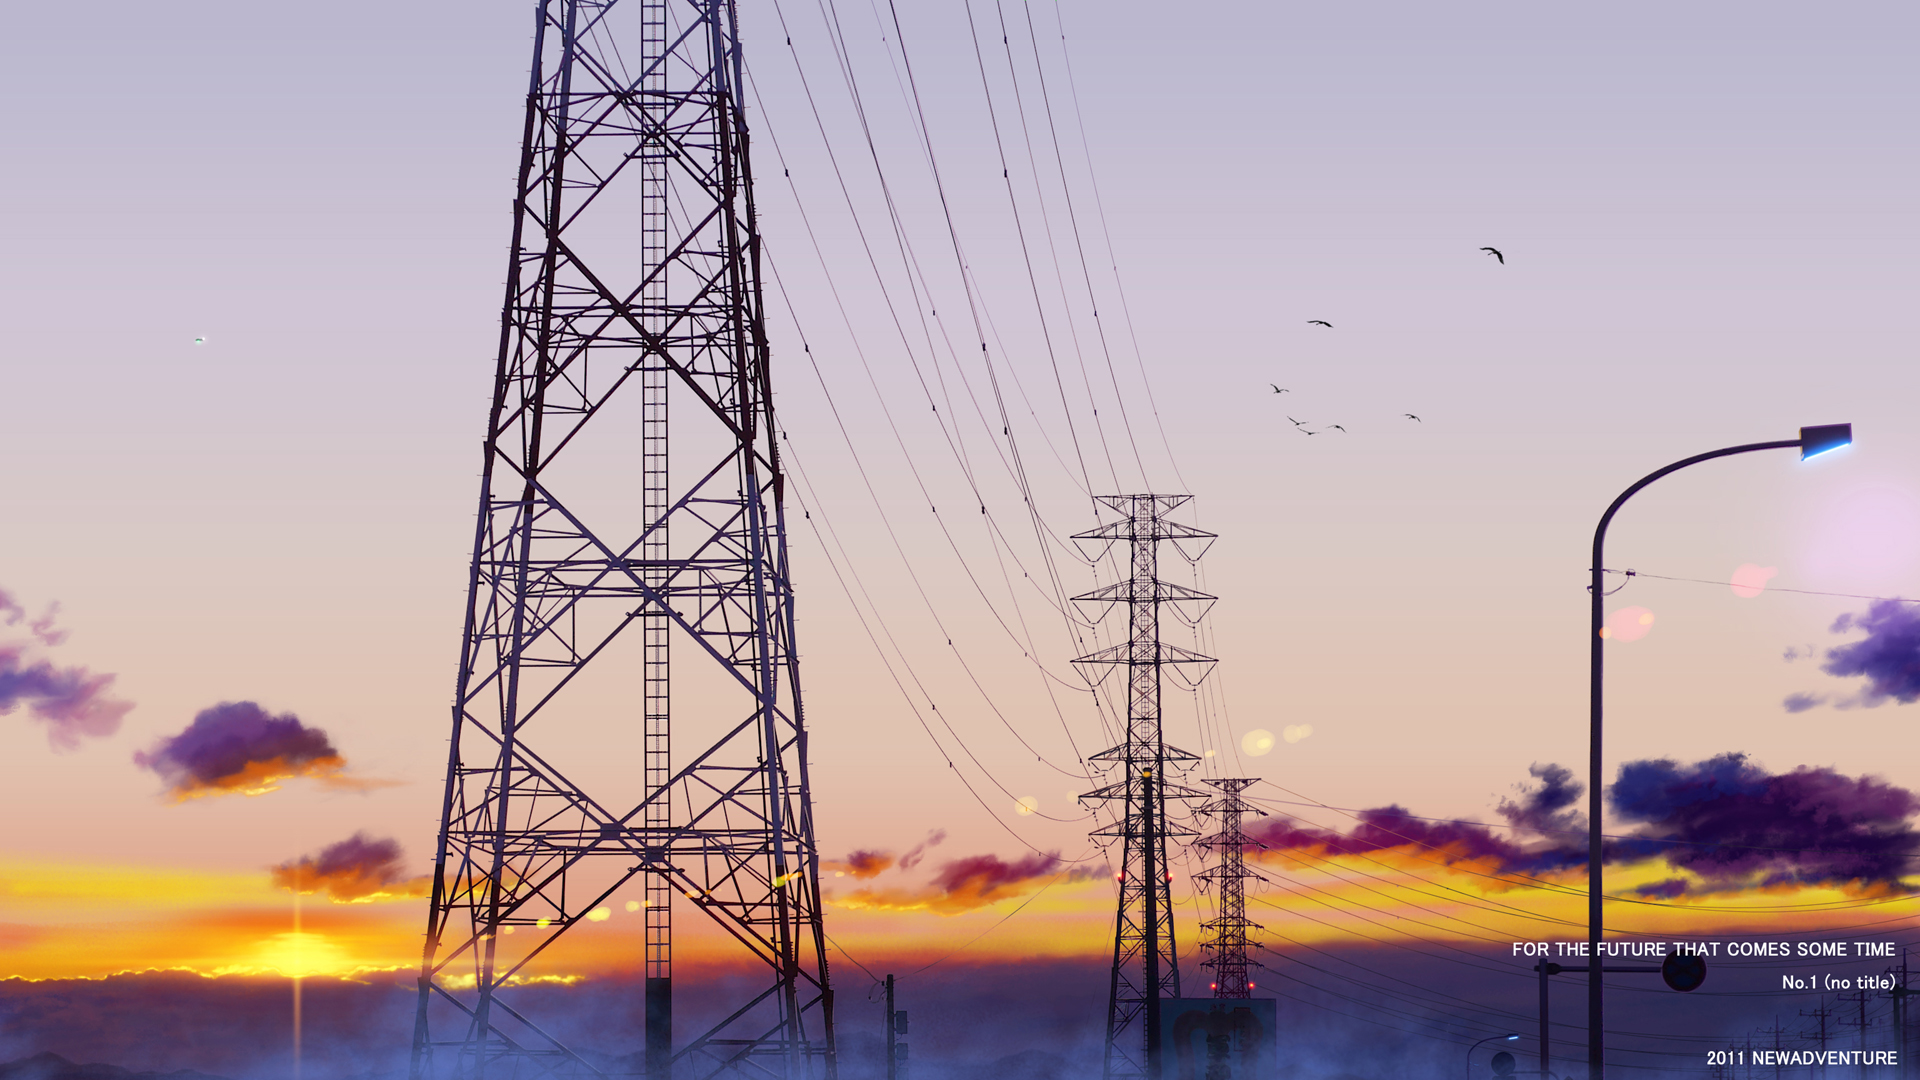 FOR THE FUTURE THAT COMES SOME TIME
No.1 (no title)
2011 NEWADVENTURE